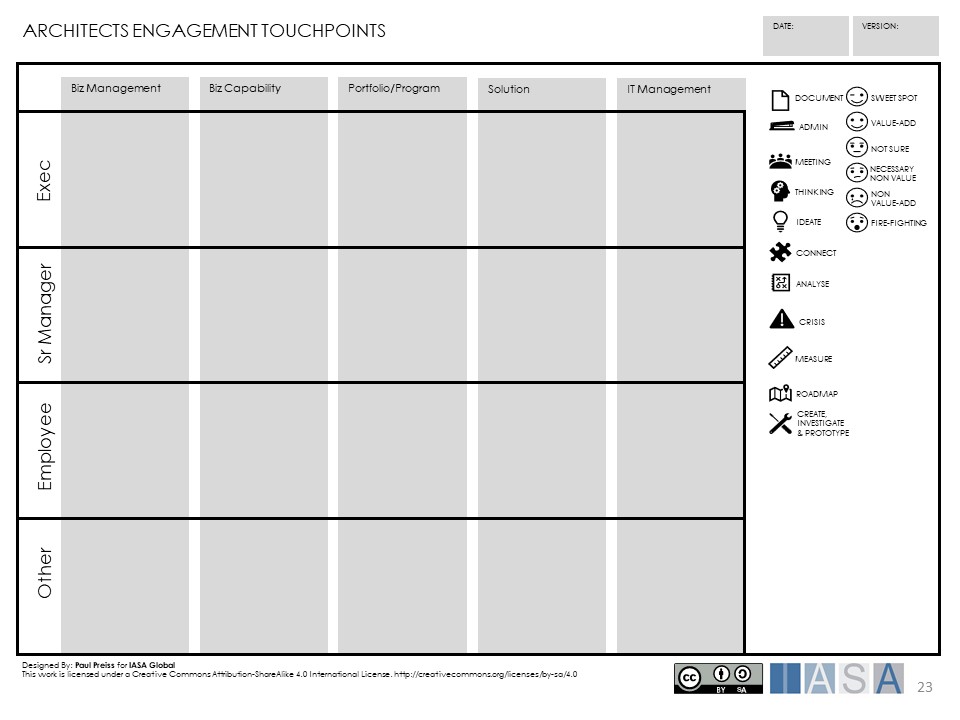 ARCHITECTS ENGAGEMENT TOUCHPOINTS
DATE:
VERSION:
Biz Management
Biz Capability
Portfolio/Program
Solution
IT Management
Exec
Sr Manager
Employee
Other
DOCUMENT
ADMIN
MEETING
THINKING
IDEATE
CONNECT
ANALYSE
CRISIS
MEASURE
ROADMAP
CREATE,
INVESTIGATE
& PROTOTYPE
SWEET SPOT
VALUE-ADD
NOT SURE
NECESSARY
NON VALUE
NON
VALUE-ADD
FIRE-FIGHTING
Designed By: Paul Preiss for IASA Global
This work is licensed under a Creative Commons Attribution-ShareAlike 4.0 International License. http://creativecommons.org/licenses/by-sa/4.0
cc
BY SA
IASA
23